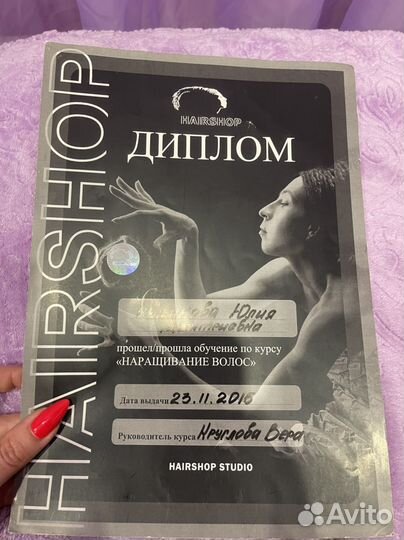 HAIRSHOP
HAIRSHOP
ДИПЛОМ
Юлия
прошел/прошла обучение по курсу
«НАРАЩИВАНИЕ ВОЛОС»
Дата выдачи 23.11.2016
Руководитель курса Круглова Вера
HAIRSHOP STUDIO
Avito